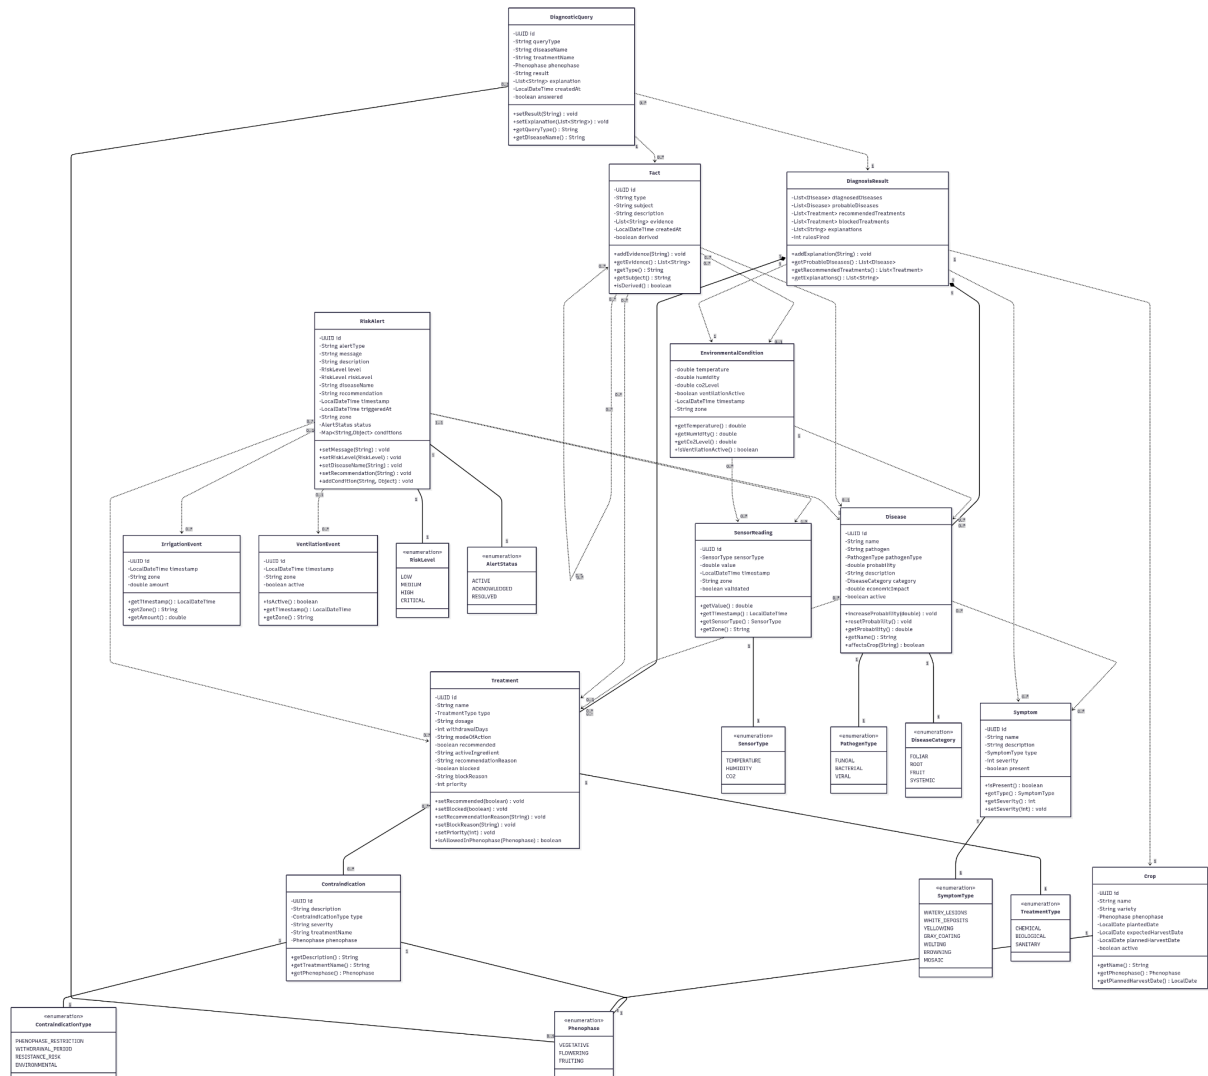 DiagnosticQuery
-UUID id
-String queryType
-String diseaseName
-String treatmentName
-Phenophase phenophase
-String result
-List<String> explanation
-LocalDateTime createdAt
-boolean answered
+setResult(String) : void
+setExplanation(List<String>) : void
+getQueryType() : String
+getDiseaseName() : String
Fact
-UUID id
-String type
-String subject
-String description
-List<String> evidence
-LocalDateTime createdAt
-boolean derived
+addEvidence(String) : void
+getEvidence() : List<String>
+getType() : String
+getSubject() : String
+isDerived() : boolean
DiagnosisResult
-List<Disease> diagnosedDiseases
-List<Disease> probableDiseases
-List<Treatment> recommendedTreatments
-List<Treatment> blockedTreatments
-List<String> explanations
-int rulesFired
+addExplanation(String) : void
+getProbableDiseases() : List<Disease>
+getRecommendedTreatments() : List<Treatment>
+getExplanations() : List<String>
RiskAlert
-UUID id
-String alertType
-String message
-String description
-RiskLevel level
-RiskLevel riskLevel
-String diseaseName
-String recommendation
-LocalDateTime timestamp
-LocalDateTime triggeredAt
-String zone
-AlertStatus status
-Map<String,Object> conditions
+setMessage(String) : void
+setRiskLevel(RiskLevel) : void
+setDiseaseName(String) : void
+setRecommendation(String) : void
+addCondition(String, Object) : void
EnvironmentalCondition
-double temperature
-double humidity
-double co2Level
-boolean ventilationActive
-LocalDateTime timestamp
-String zone
+getTemperature() : double
+getHumidity() : double
+getCo2Level() : double
+isVentilationActive() : boolean
IrrigationEvent
-UUID id
-LocalDateTime timestamp
-String zone
-double amount
+getTimestamp() : LocalDateTime
+getZone() : String
+getAmount() : double
VentilationEvent
-UUID id
-LocalDateTime timestamp
-String zone
-boolean active
+isActive() : boolean
+getTimestamp() : LocalDateTime
+getZone() : String
«enumeration»
RiskLevel
LOW
MEDIUM
HIGH
CRITICAL
«enumeration»
AlertStatus
ACTIVE
ACKNOWLEDGED
RESOLVED
SensorReading
-UUID id
-SensorType sensorType
-double value
-LocalDateTime timestamp
-String zone
-boolean validated
+getValue() : double
+getTimestamp() : LocalDateTime
+getSensorType() : SensorType
+getZone() : String
Disease
-UUID id
-String name
-String pathogen
-PathogenType pathogenType
-double probability
-String description
-DiseaseCategory category
-double economicImpact
-boolean active
+increaseProbability(double) : void
+resetProbability() : void
+getProbability() : double
+getName() : String
+affectsCrop(String) : boolean
Treatment
-UUID id
-String name
-TreatmentType type
-String dosage
-int withdrawalDays
-String modeOfAction
-boolean recommended
-String activeIngredient
-String recommendationReason
-boolean blocked
-String blockReason
-int priority
+setRecommended(boolean) : void
+setBlocked(boolean) : void
+setRecommendationReason(String) : void
+setBlockReason(String) : void
+setPriority(int) : void
+isAllowedInPhenophase(Phenophase) : boolean
«enumeration»
SensorType
TEMPERATURE
HUMIDITY
CO2
«enumeration»
PathogenType
FUNGAL
BACTERIAL
VIRAL
«enumeration»
DiseaseCategory
FOLIAR
ROOT
FRUIT
SYSTEMIC
Symptom
-UUID id
-String name
-String description
-SymptomType type
-int severity
-boolean present
+isPresent() : boolean
+getType() : SymptomType
+getSeverity() : int
+setSeverity(int) : void
Contraindication
-UUID id
-String description
-ContraindicationType type
-String severity
-String treatmentName
-Phenophase phenophase
+getDescription() : String
+getTreatmentName() : String
+getPhenophase() : Phenophase
«enumeration»
SymptomType
WATERY_LESIONS
WHITE_DEPOSITS
YELLOWING
GRAY_COATING
WILTING
BROWNING
MOSAIC
«enumeration»
TreatmentType
CHEMICAL
BIOLOGICAL
SANITARY
Crop
-UUID id
-String name
-String variety
-Phenophase phenophase
-LocalDate plantedDate
-LocalDate expectedHarvestDate
-LocalDate plannedHarvestDate
-boolean active
+getName() : String
+getPhenophase() : Phenophase
+getPlannedHarvestDate() : LocalDate
«enumeration»
ContraindicationType
PHENOPHASE_RESTRICTION
WITHDRAWAL_PERIOD
RESISTANCE_RISK
ENVIRONMENTAL
«enumeration»
Phenophase
VEGETATIVE
FLOWERING
FRUITING